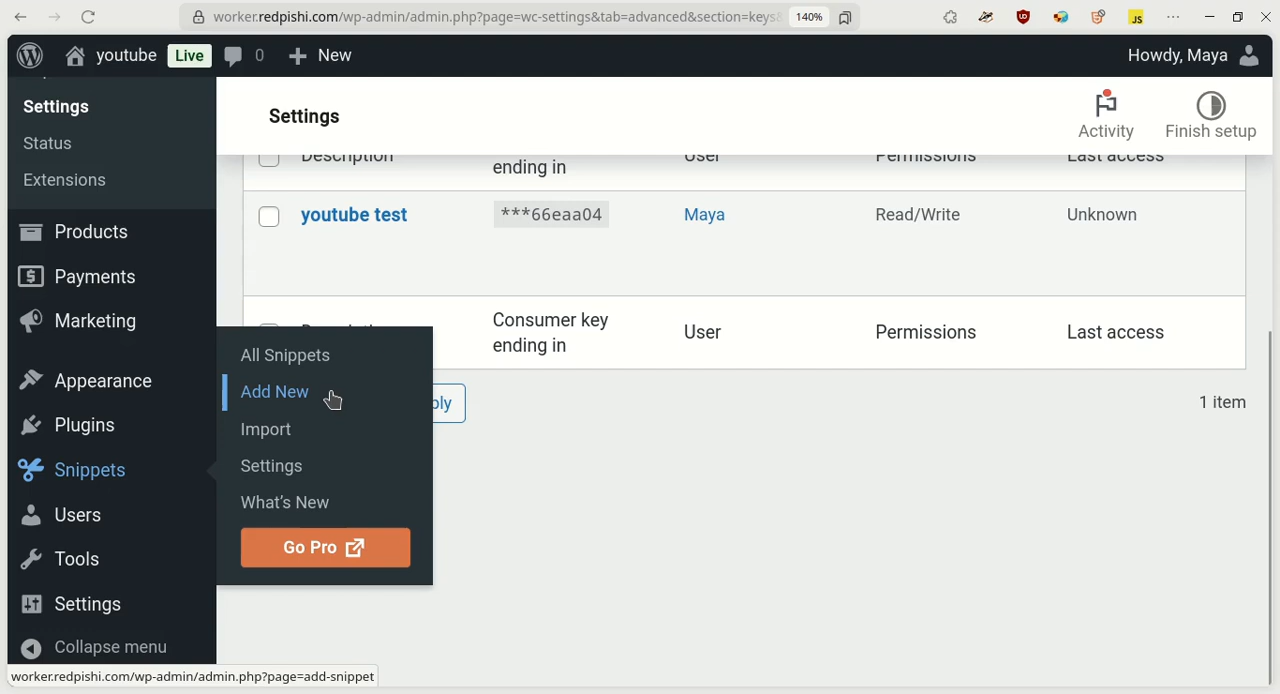 worker.redpishi.com/wp-admin/admin.php?page=wc-settings&tab=advanced&section=keys&
140%
JS
youtube
Live
0
New
Howdy, Maya
Settings
Status
Extensions
Products
Payments
Marketing
Appearance
Plugins
Snippets
Users
Tools
Settings
Collapse menu
Settings
Activity
Finish setup
Description
ending in
User
Permissions
Last access
youtube test
***66eaa04
Maya
Read/Write
Unknown
Consumer key
ending in
User
Permissions
Last access
1 item
All Snippets
Add New
Import
Settings
What's New
Go Pro
worker.redpishi.com/wp-admin/admin.php?page=add-snippet